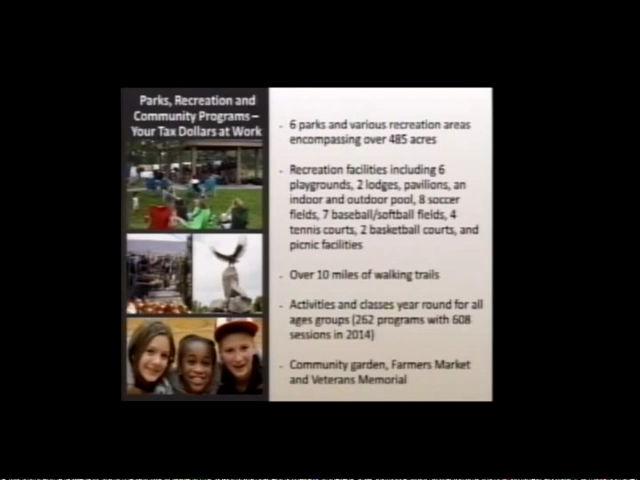 Parks, Recreation and
Community Programs –
Your Tax Dollars at Work
- 6 parks and various recreation areas
encompassing over 485 acres
- Recreation facilities including 6
playgrounds, 2 lodges, pavilions, an
indoor and outdoor pool, 8 soccer
fields, 7 baseball/softball fields, 4
tennis courts, 2 basketball courts, and
picnic facilities
- Over 10 miles of walking trails
- Activities and classes year round for all
ages groups (262 programs with 608
sessions in 2014)
- Community garden, Farmers Market
and Veterans Memorial